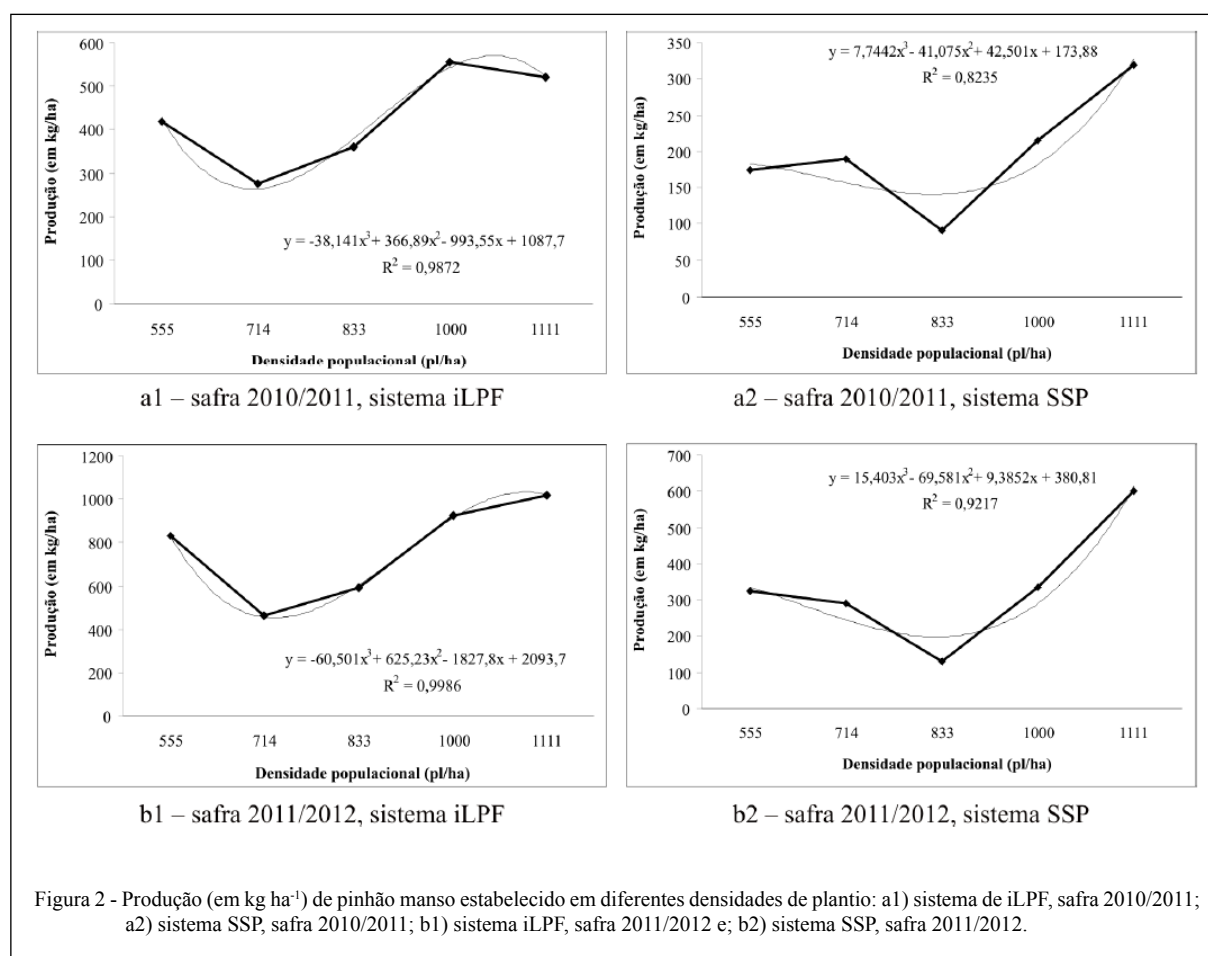 600
500
400
300
200
100
0
Produção (em kg/ha)
y = -38,141x³+ 366,89x²- 993,55x + 1087,7
R² = 0,9872
555 714 833 1000 1111
Densidade populacional (pl/ha)
a1 – safra 2010/2011, sistema iLPF
350
300
250
200
150
100
50
0
Produção (em kg/ha)
y = 7,7442x³- 41,075x²+ 42,501x + 173,88
R² = 0,8235
555 714 833 1000 1111
Densidade populacional (pl/ha)
a2 – safra 2010/2011, sistema SSP
1200
1000
800
600
400
200
0
Produção (em kg/ha)
y = -60,501x³+ 625,23x²- 1827,8x + 2093,7
R² = 0,9986
555 714 833 1000 1111
Densidade populacional (pl/ha)
b1 – safra 2011/2012, sistema iLPF
700
600
500
400
300
200
100
0
Produção (em kg/ha)
y = 15,403x³- 69,581x²+ 9,3852x + 380,81
R² = 0,9217
555 714 833 1000 1111
Densidade populacional (pl/ha)
b2 – safra 2011/2012, sistema SSP
Figura 2 - Produção (em kg ha⁻¹) de pinhão manso estabelecido em diferentes densidades de plantio: a1) sistema de iLPF, safra 2010/2011;
a2) sistema SSP, safra 2010/2011; b1) sistema iLPF, safra 2011/2012 e; b2) sistema SSP, safra 2011/2012.